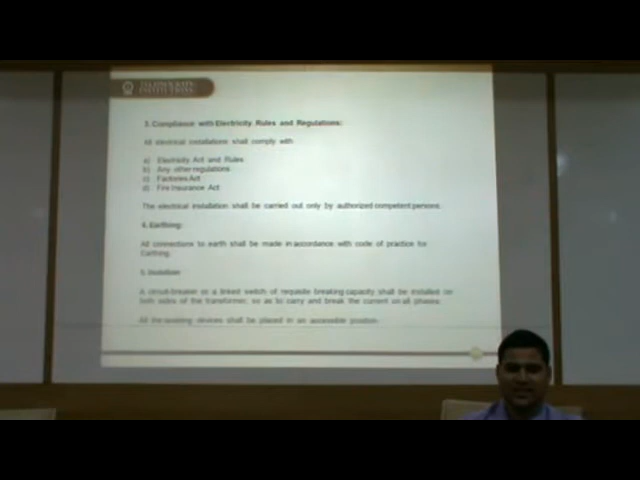 INSTITUTION
3. Compliance with Electricity Rules and Regulations:
All electrical installations shall comply with
a) Electricity Act and Rules
b) Any other regulations
c) Factories Act
d) Fire Insurance Act
The electrical installation shall be carried out only by authorized competent persons.
4. Earthing:
All connections to earth shall be made in accordance with code of practice for
Earthing.
5. Isolation
A circuit-breaker or a linked switch of requisite breaking capacity shall be installed on
both sides of the transformer, so as to carry and break the current on all phases.
All the isolating devices shall be placed in an accessible position.